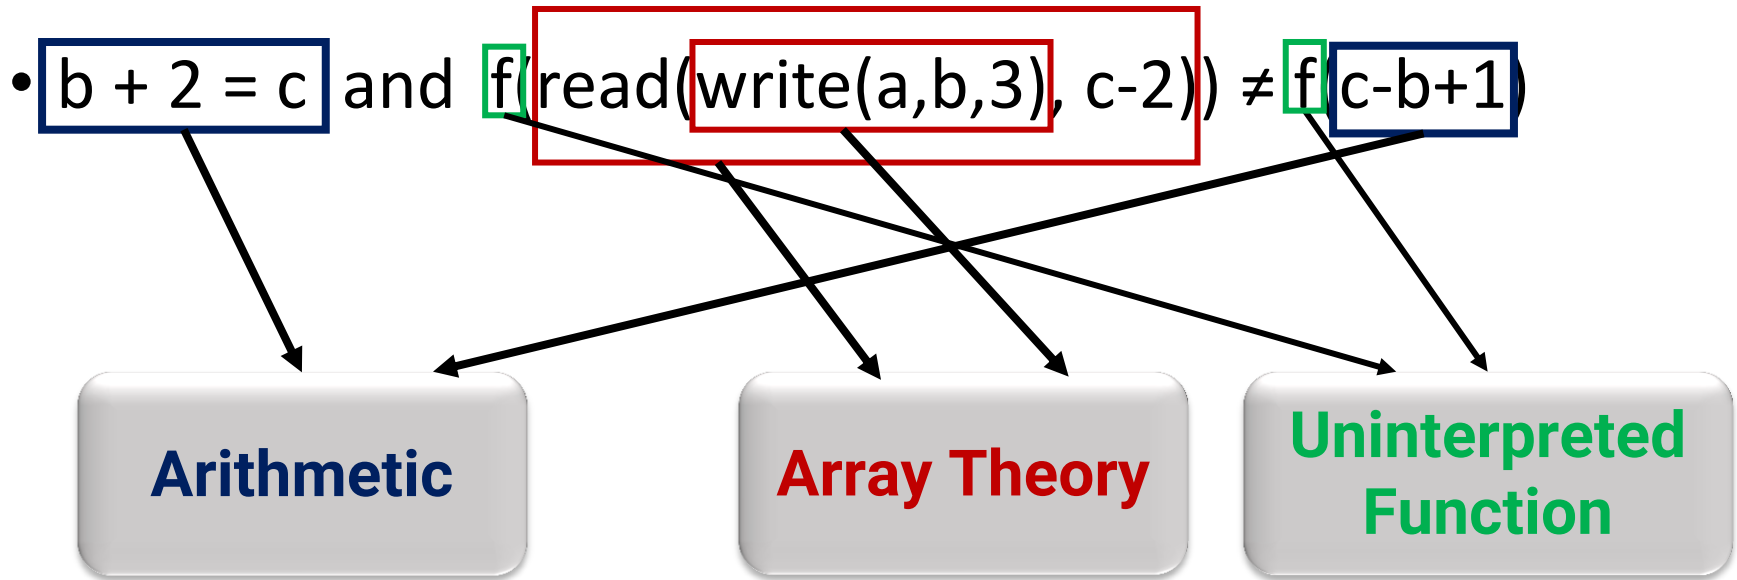 • b + 2 = c and f(read(write(a,b,3), c-2)) ≠ f(c-b+1)
Arithmetic
Array Theory
Uninterpreted
Function